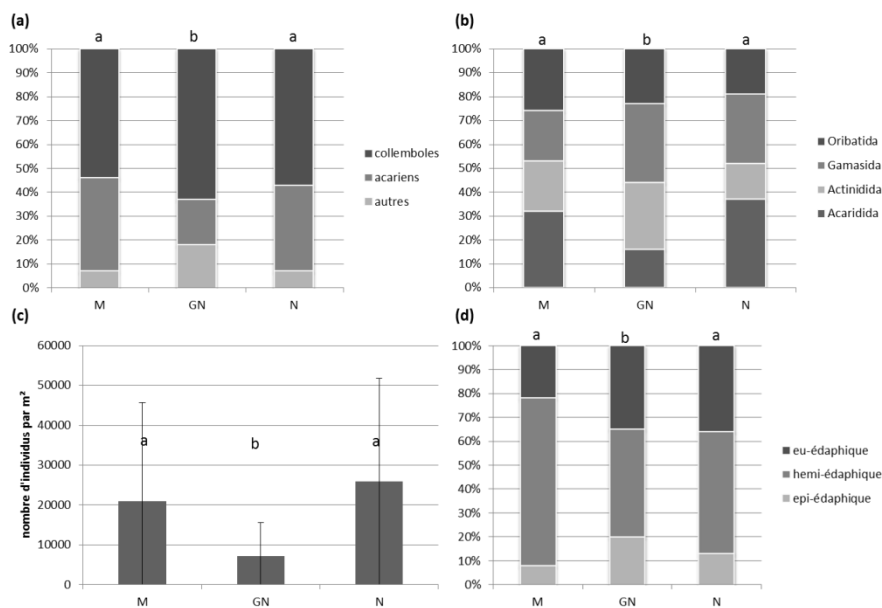 (a)
a b a
100%
90%
80%
70%
60%
50%
40%
30%
20%
10%
0%
M GN N
collemboles
acariens
autres
(b)
a b a
100%
90%
80%
70%
60%
50%
40%
30%
20%
10%
0%
M GN N
Oribatida
Gamasida
Actinidida
Acaridida
(c)
nombre d'individus par m²
60000
50000
40000
30000
20000
10000
0
a b a
M GN N
(d)
a b a
100%
90%
80%
70%
60%
50%
40%
30%
20%
10%
0%
M GN N
eu-édaphique
hemi-édaphique
epi-édaphique